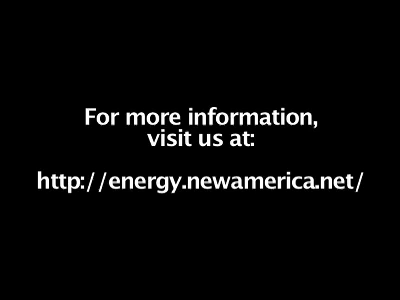 For more information,
visit us at:
http://energy.newamerica.net/